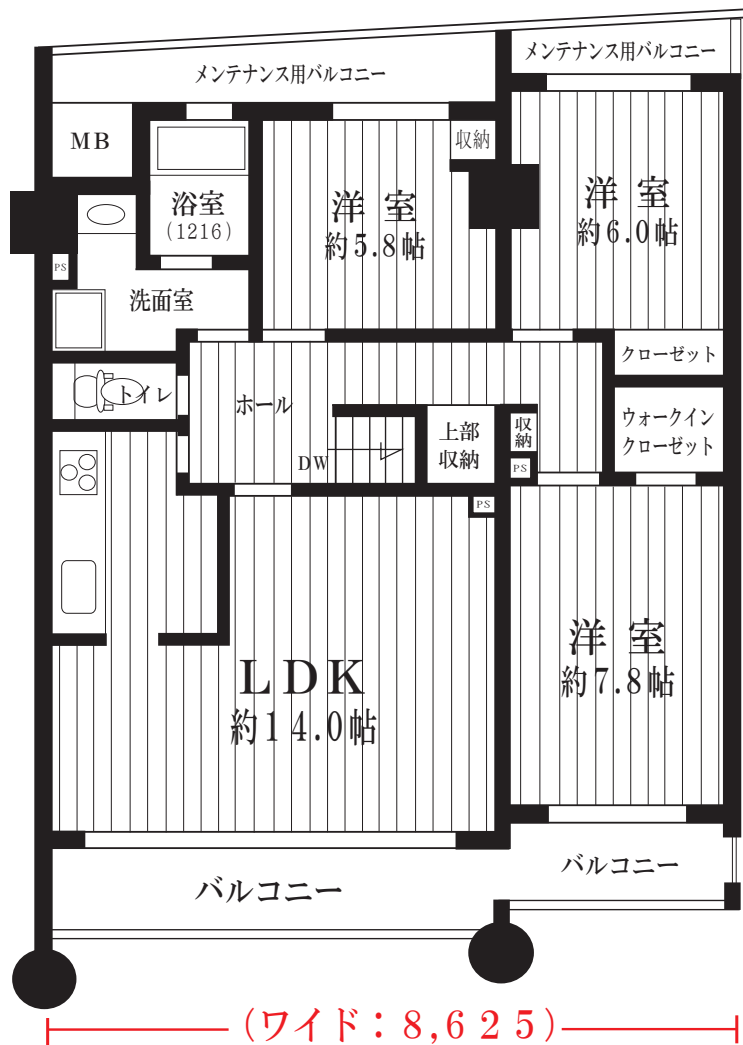 メンテナンス用バルコニー
メンテナンス用バルコニー
MB
浴室
(1216)
洋室
約5.8帖
収納
洋室
約6.0帖
PS
洗面室
クローゼット
トイレ
ホール
上部
収納
収納
ウォークイン
クローゼット
DW
PS
PS
洋室
約7.8帖
LDK
約14.0帖
バルコニー
バルコニー
(ワイド：8,625)